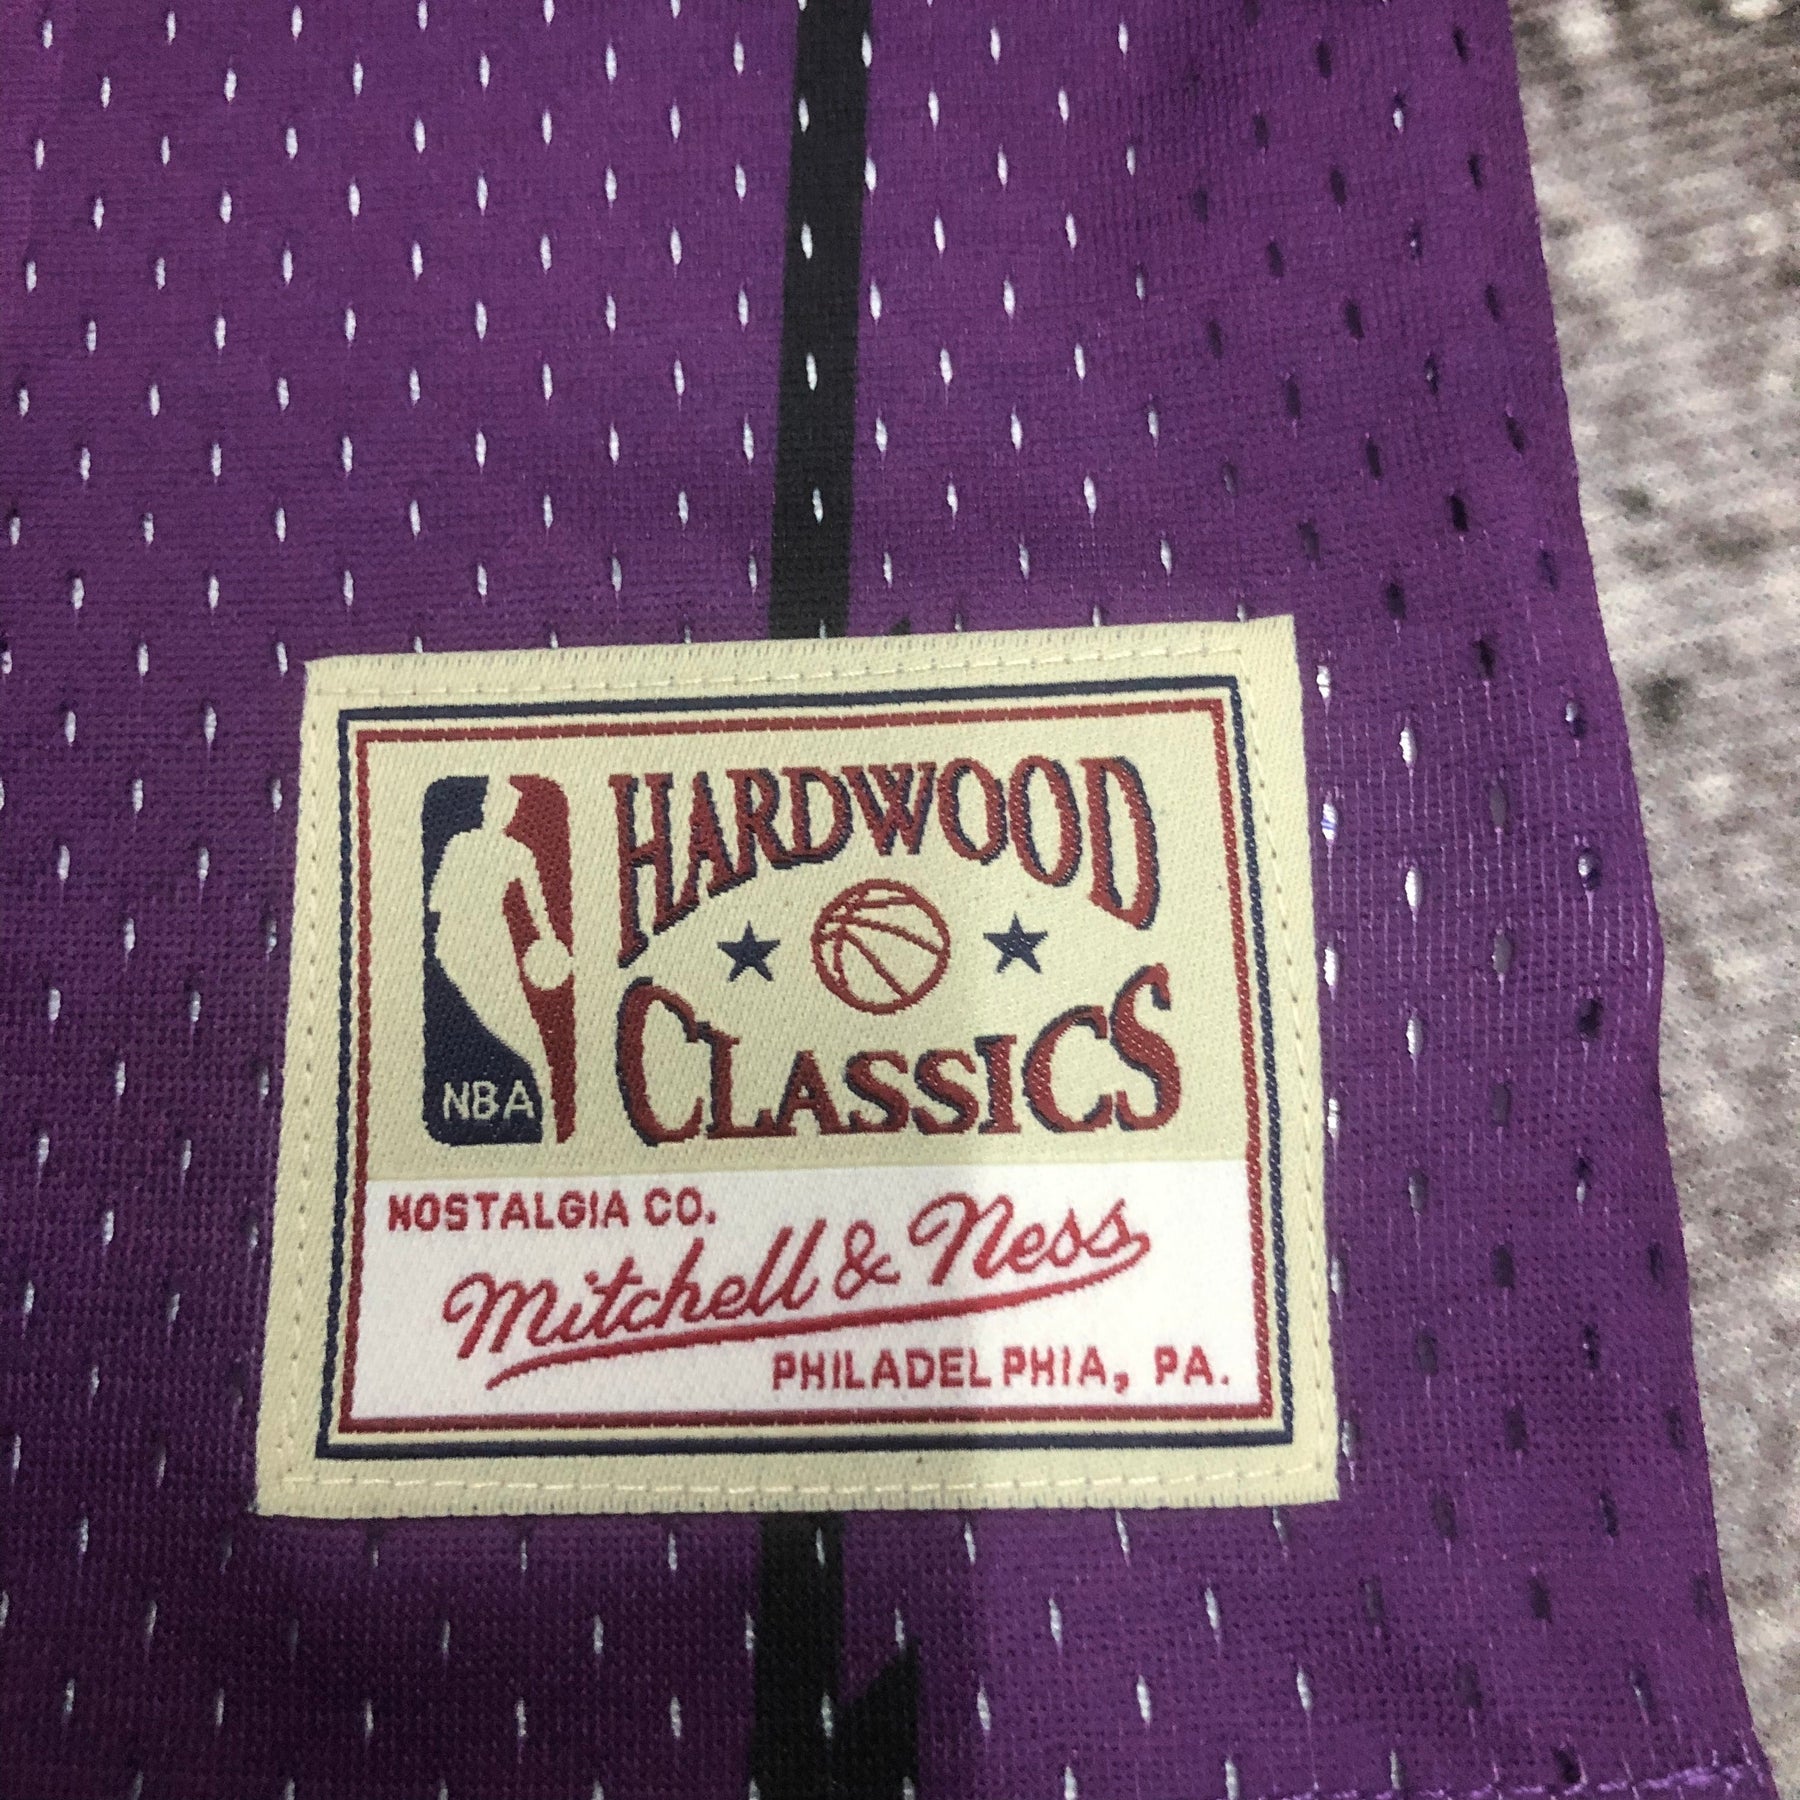 HARDWOOD
CLASSICS
NBA
NOSTALGIA CO.
Mitchell & Ness
PHILADELPHIA, PA.